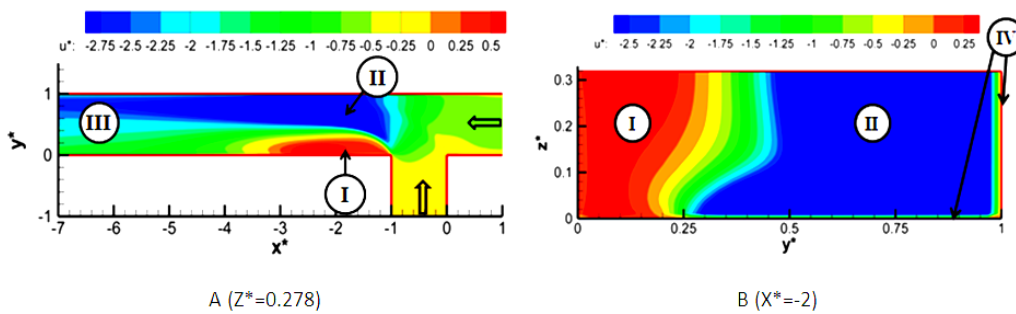 u*: -2.75 -2.25 -2 -1.75 -1.5 -1.25 -1 -0.75 -0.5 -0.25 0 0.25 0.5
y*
1
0
-1
-7 -6 -5 -4 -3 -2 -1 0 1
x*
III
II
I
A (Z*=0.278)
u*: -2.5 -2.25 -2 -1.75 -1.5 -1.25 -1 -0.75 -0.5 -0.25 0 0.25
IV
z*
0.3
0.2
0.1
0
0 0.25 0.5 0.75 1
y*
I
II
B (X*=-2)